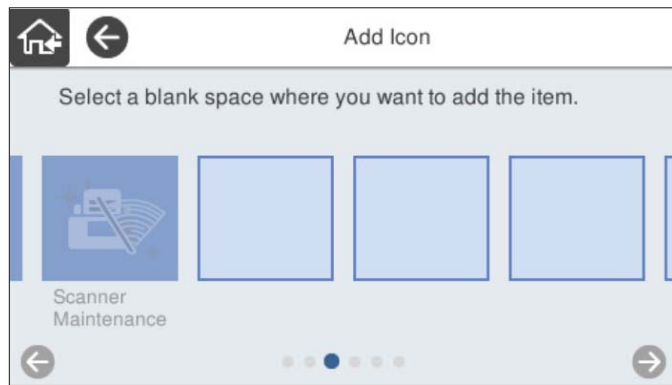 Add Icon
Select a blank space where you want to add the item.
Scanner
Maintenance